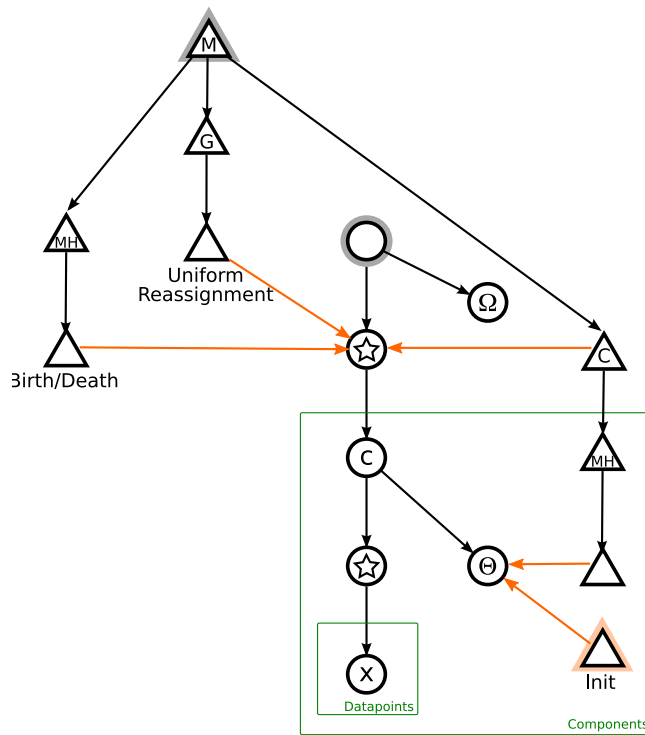 M
G
MH
Uniform
Reassignment
Ω
C
Birth/Death
C
MH
Θ
X
Datapoints
Init
Components